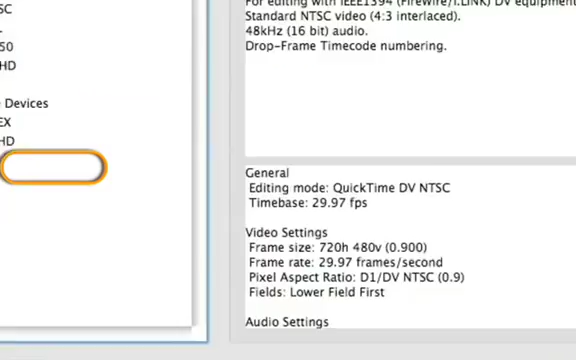 SC
50
HD
Devices
EX
HD
For editing with IEEE1394 (FireWire/i.LINK) DV equipment
Standard NTSC video (4:3 interlaced).
48kHz (16 bit) audio.
Drop-Frame Timecode numbering.
General
Editing mode: QuickTime DV NTSC
Timebase: 29.97 fps
Video Settings
Frame size: 720h 480v (0.900)
Frame rate: 29.97 frames/second
Pixel Aspect Ratio: D1/DV NTSC (0.9)
Fields: Lower Field First
Audio Settings